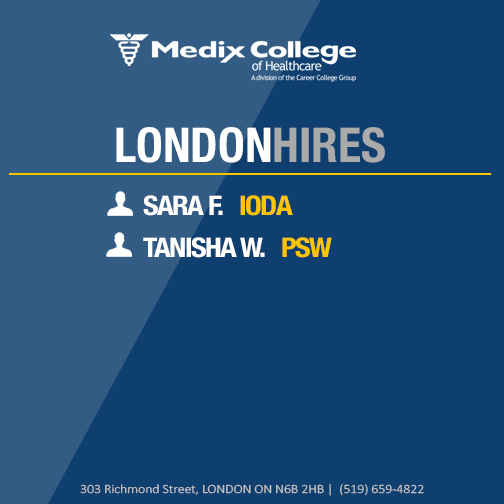 Medix College
of Healthcare
A division of the Career College Group
LONDONHIRES
SARA F. IODA
TANISHA W. PSW
303 Richmond Street, LONDON ON N6B 2HB | (519) 659-4822